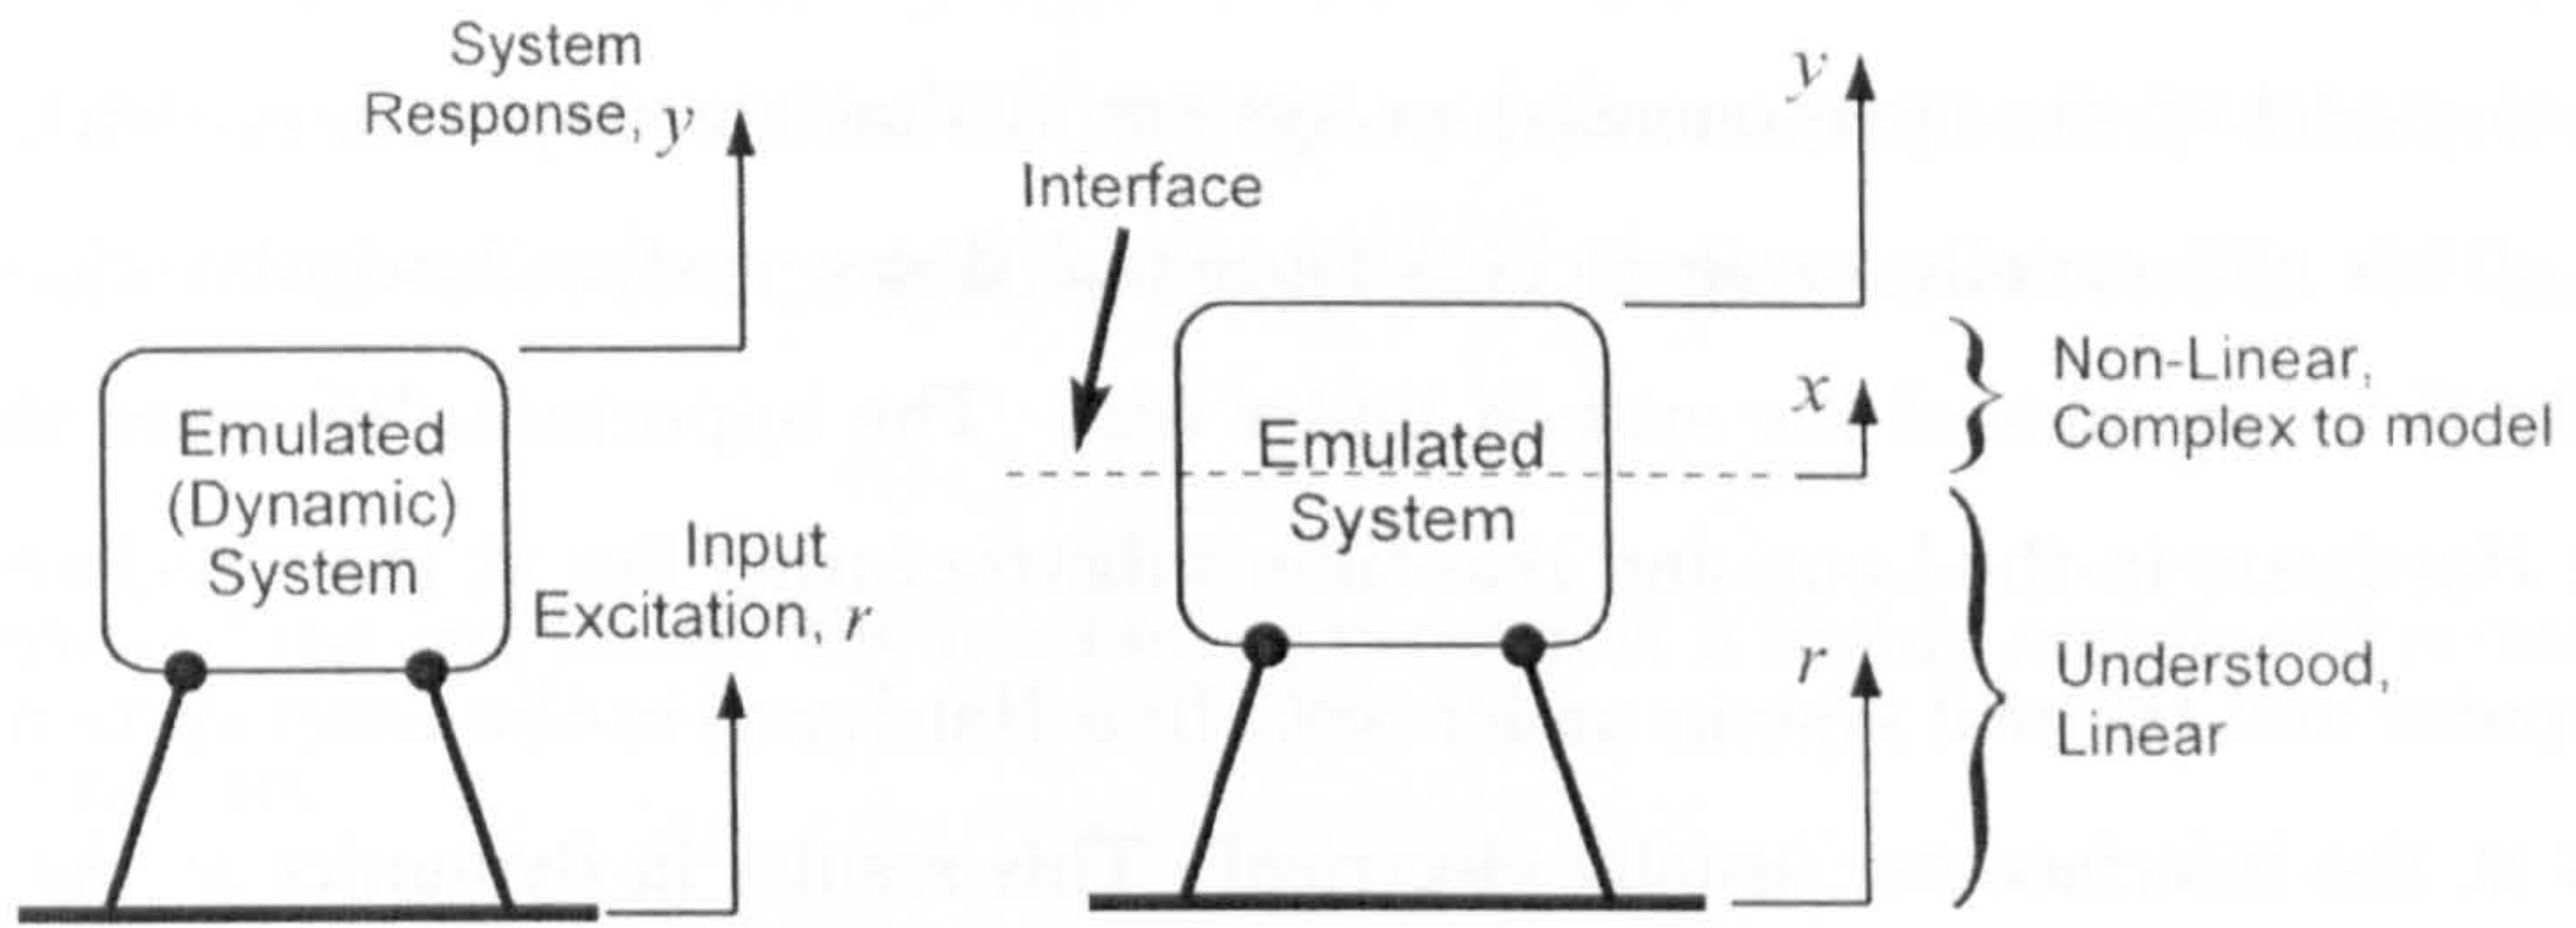 System
Response, y
Emulated
(Dynamic)
System
Input
Excitation, r
Interface
y
x
r
Emulated
System
Non-Linear,
Complex to model
Understood,
Linear